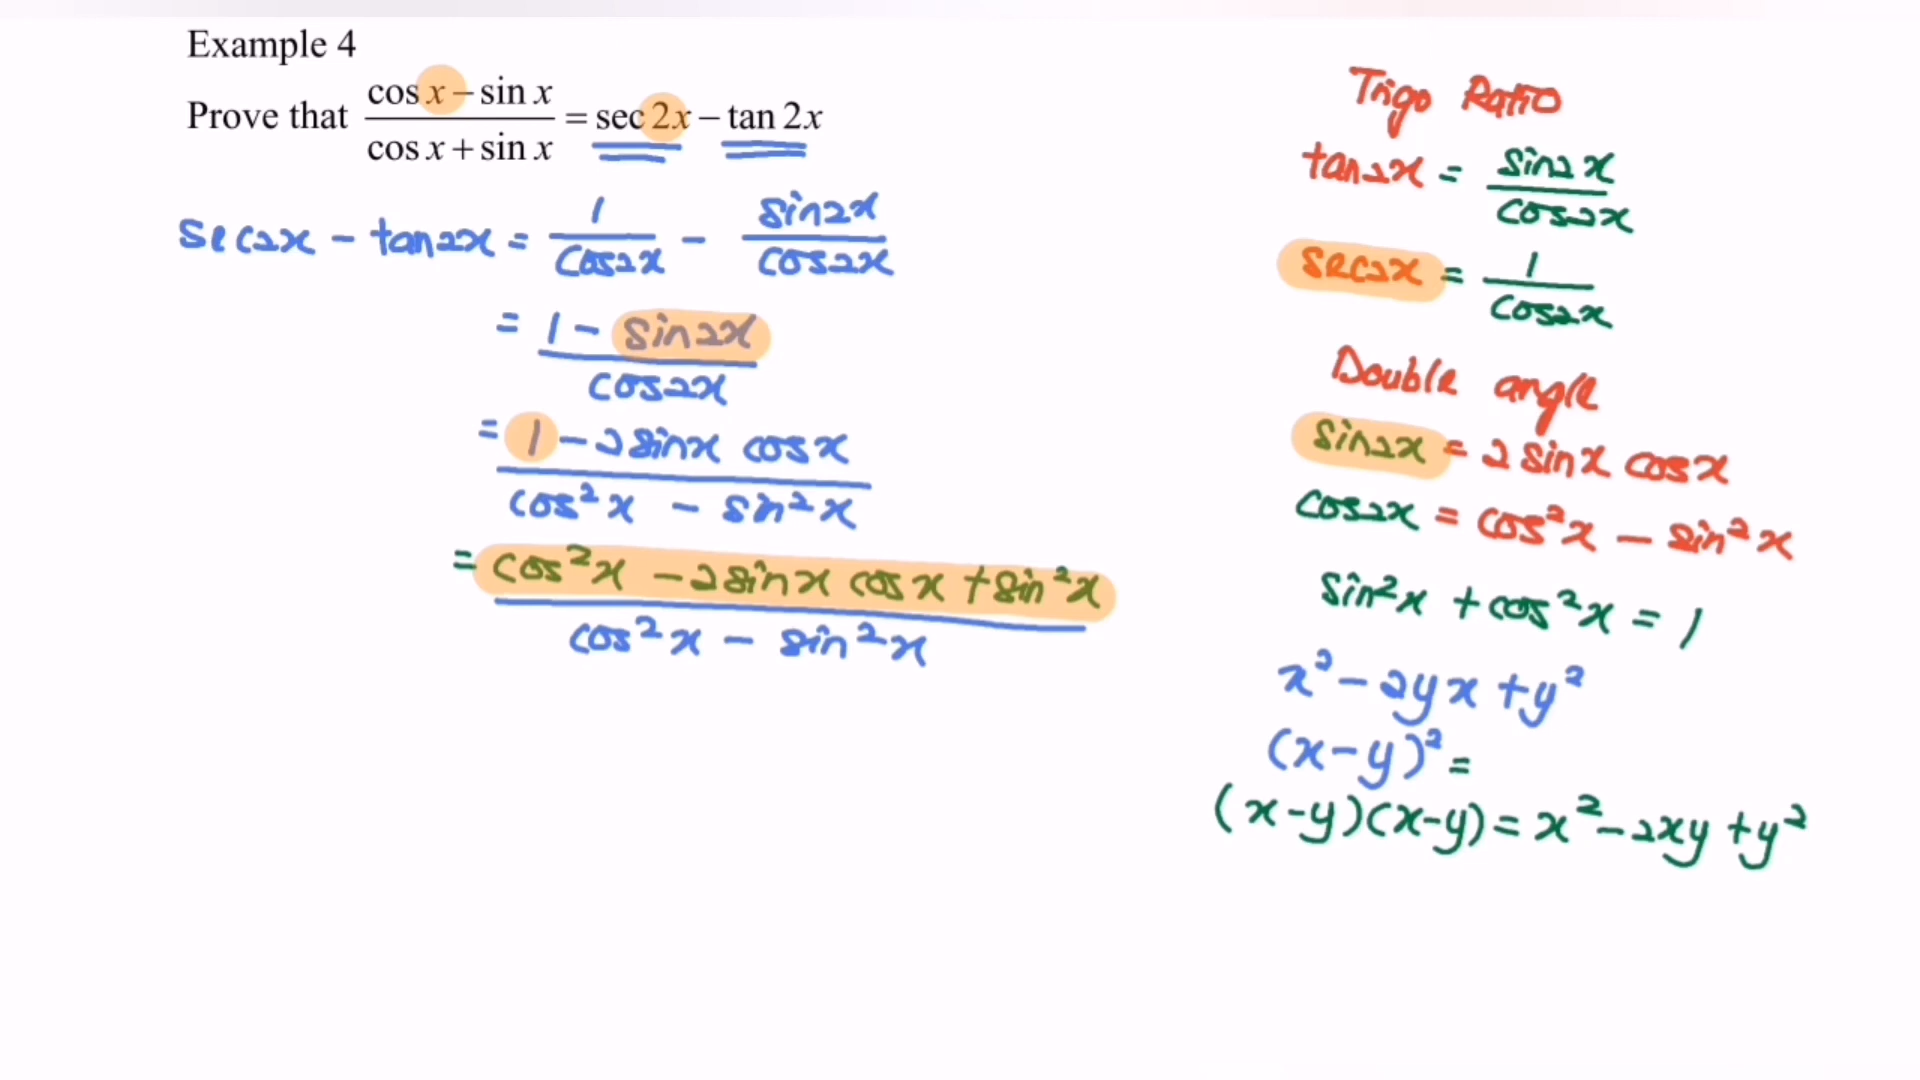 Example 4
Prove that (cos x − sin x)/(cos x + sin x) = sec 2x − tan 2x
sec2x − tan2x = 1/cos2x − sin2x/cos2x
= (1 − sin2x)/cos2x
= (1 − 2sinx cosx)/(cos²x − sin²x)
= (cos²x − 2sinx cosx + sin²x)/(cos²x − sin²x)
Trigo Ratio
tan2x = sin2x/cos2x
sec2x = 1/cos2x
Double angle
sin2x = 2 sinx cosx
cos2x = cos²x − sin²x
sin²x + cos²x = 1
x² − 2yx + y²
(x−y)² =
(x−y)(x−y) = x² − 2xy + y²